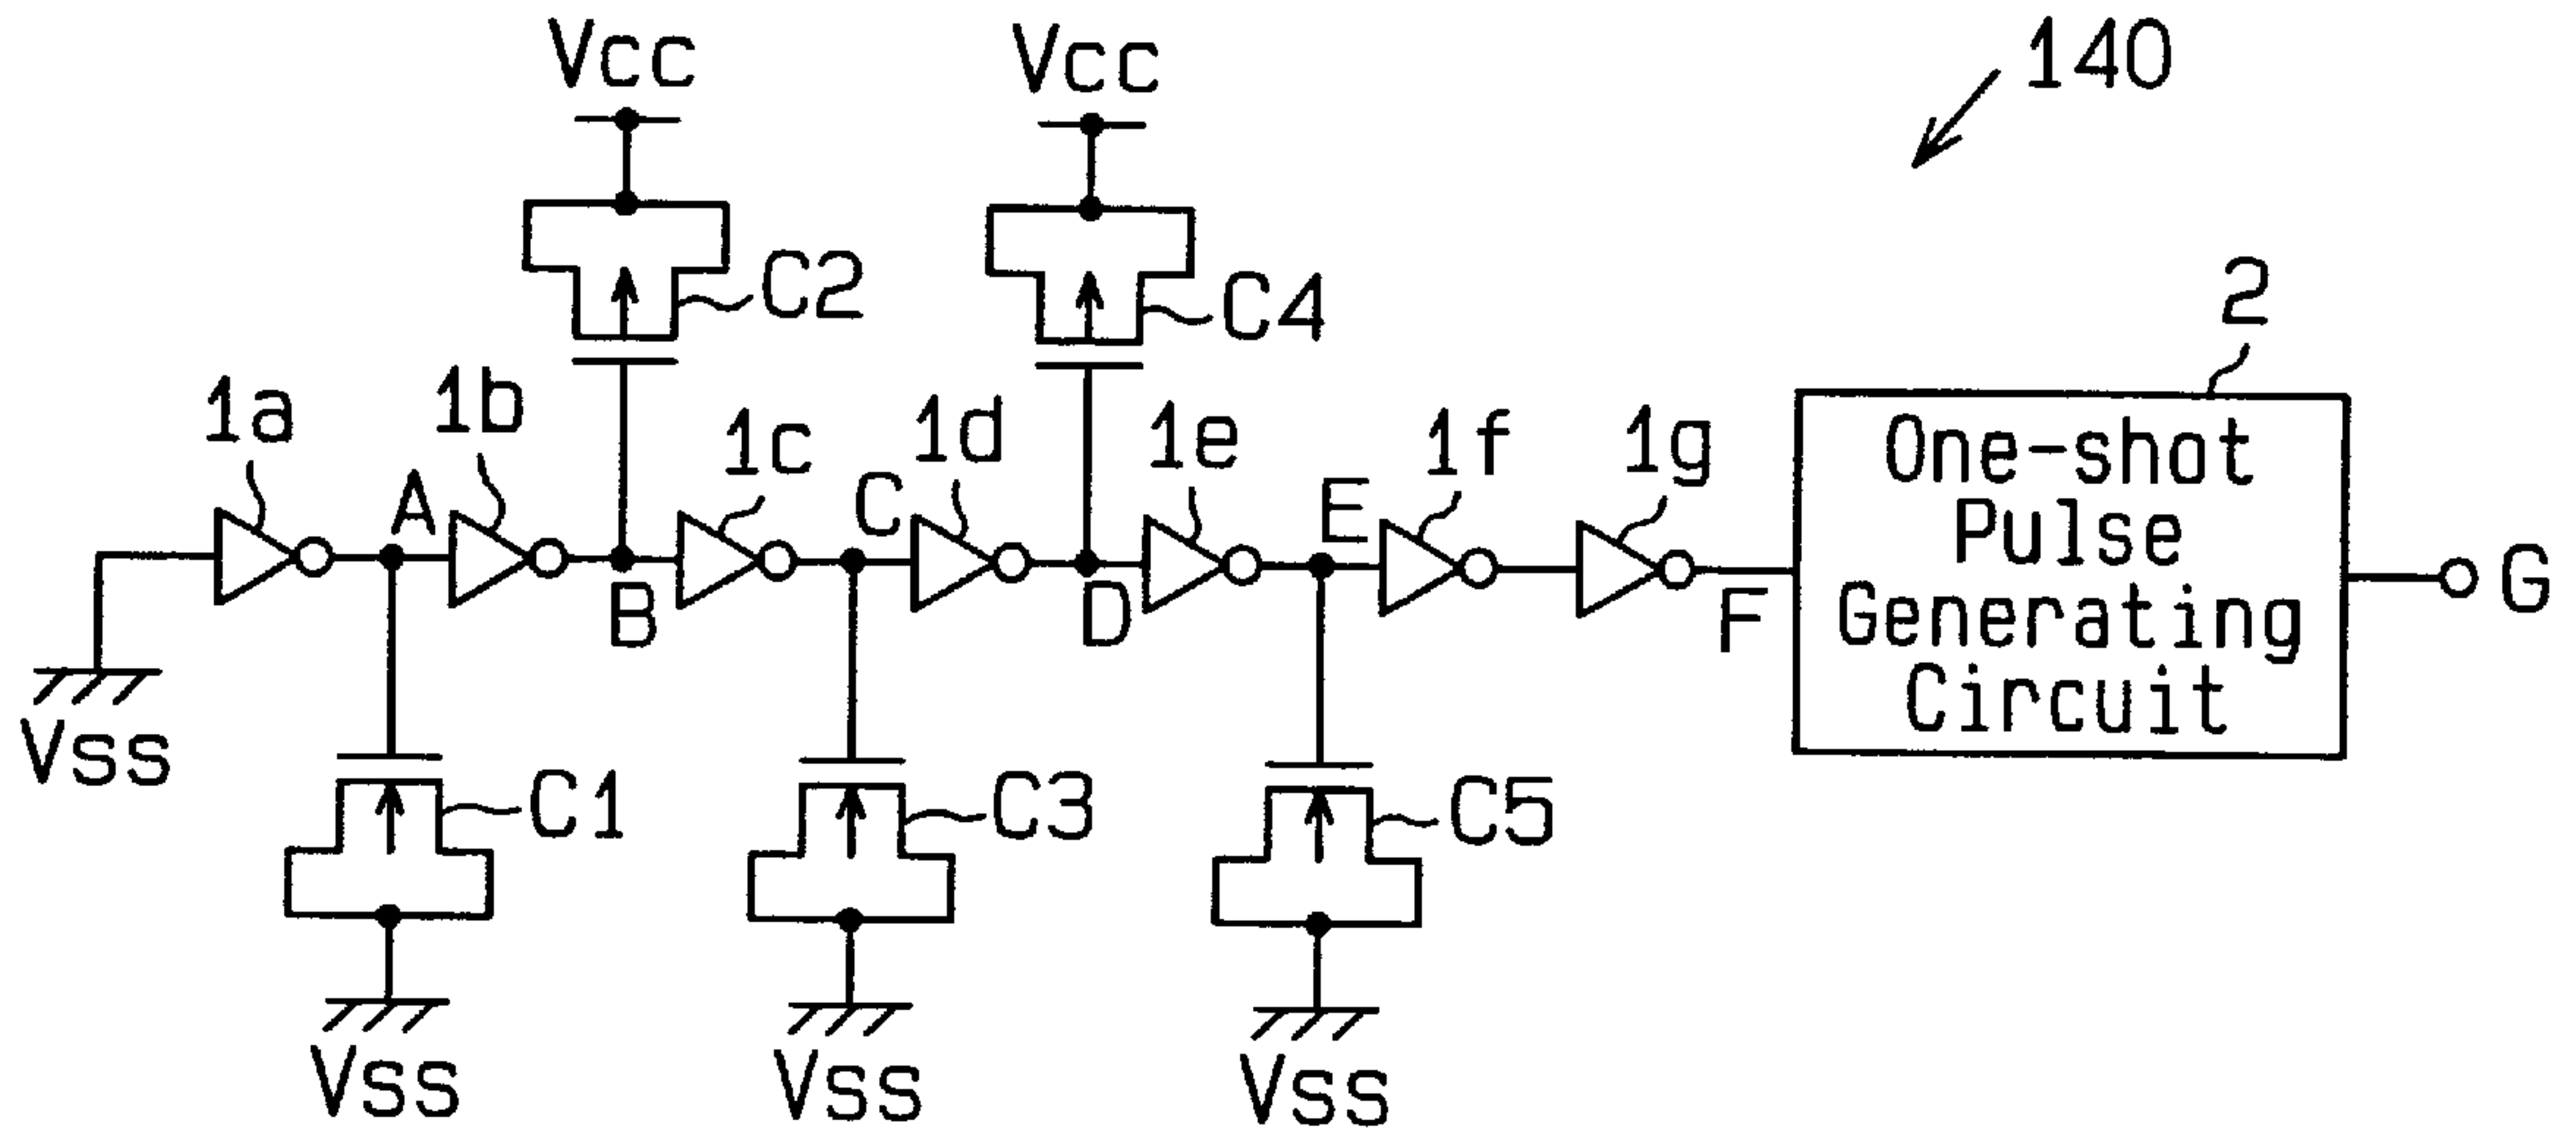 Vcc
Vcc
140
C2
C4
2
1a
1b
1c
1d
1e
1f
1g
A
B
C
D
E
F
One-shot
Pulse
Generating
Circuit
G
Vss
C1
C3
C5
Vss
Vss
Vss